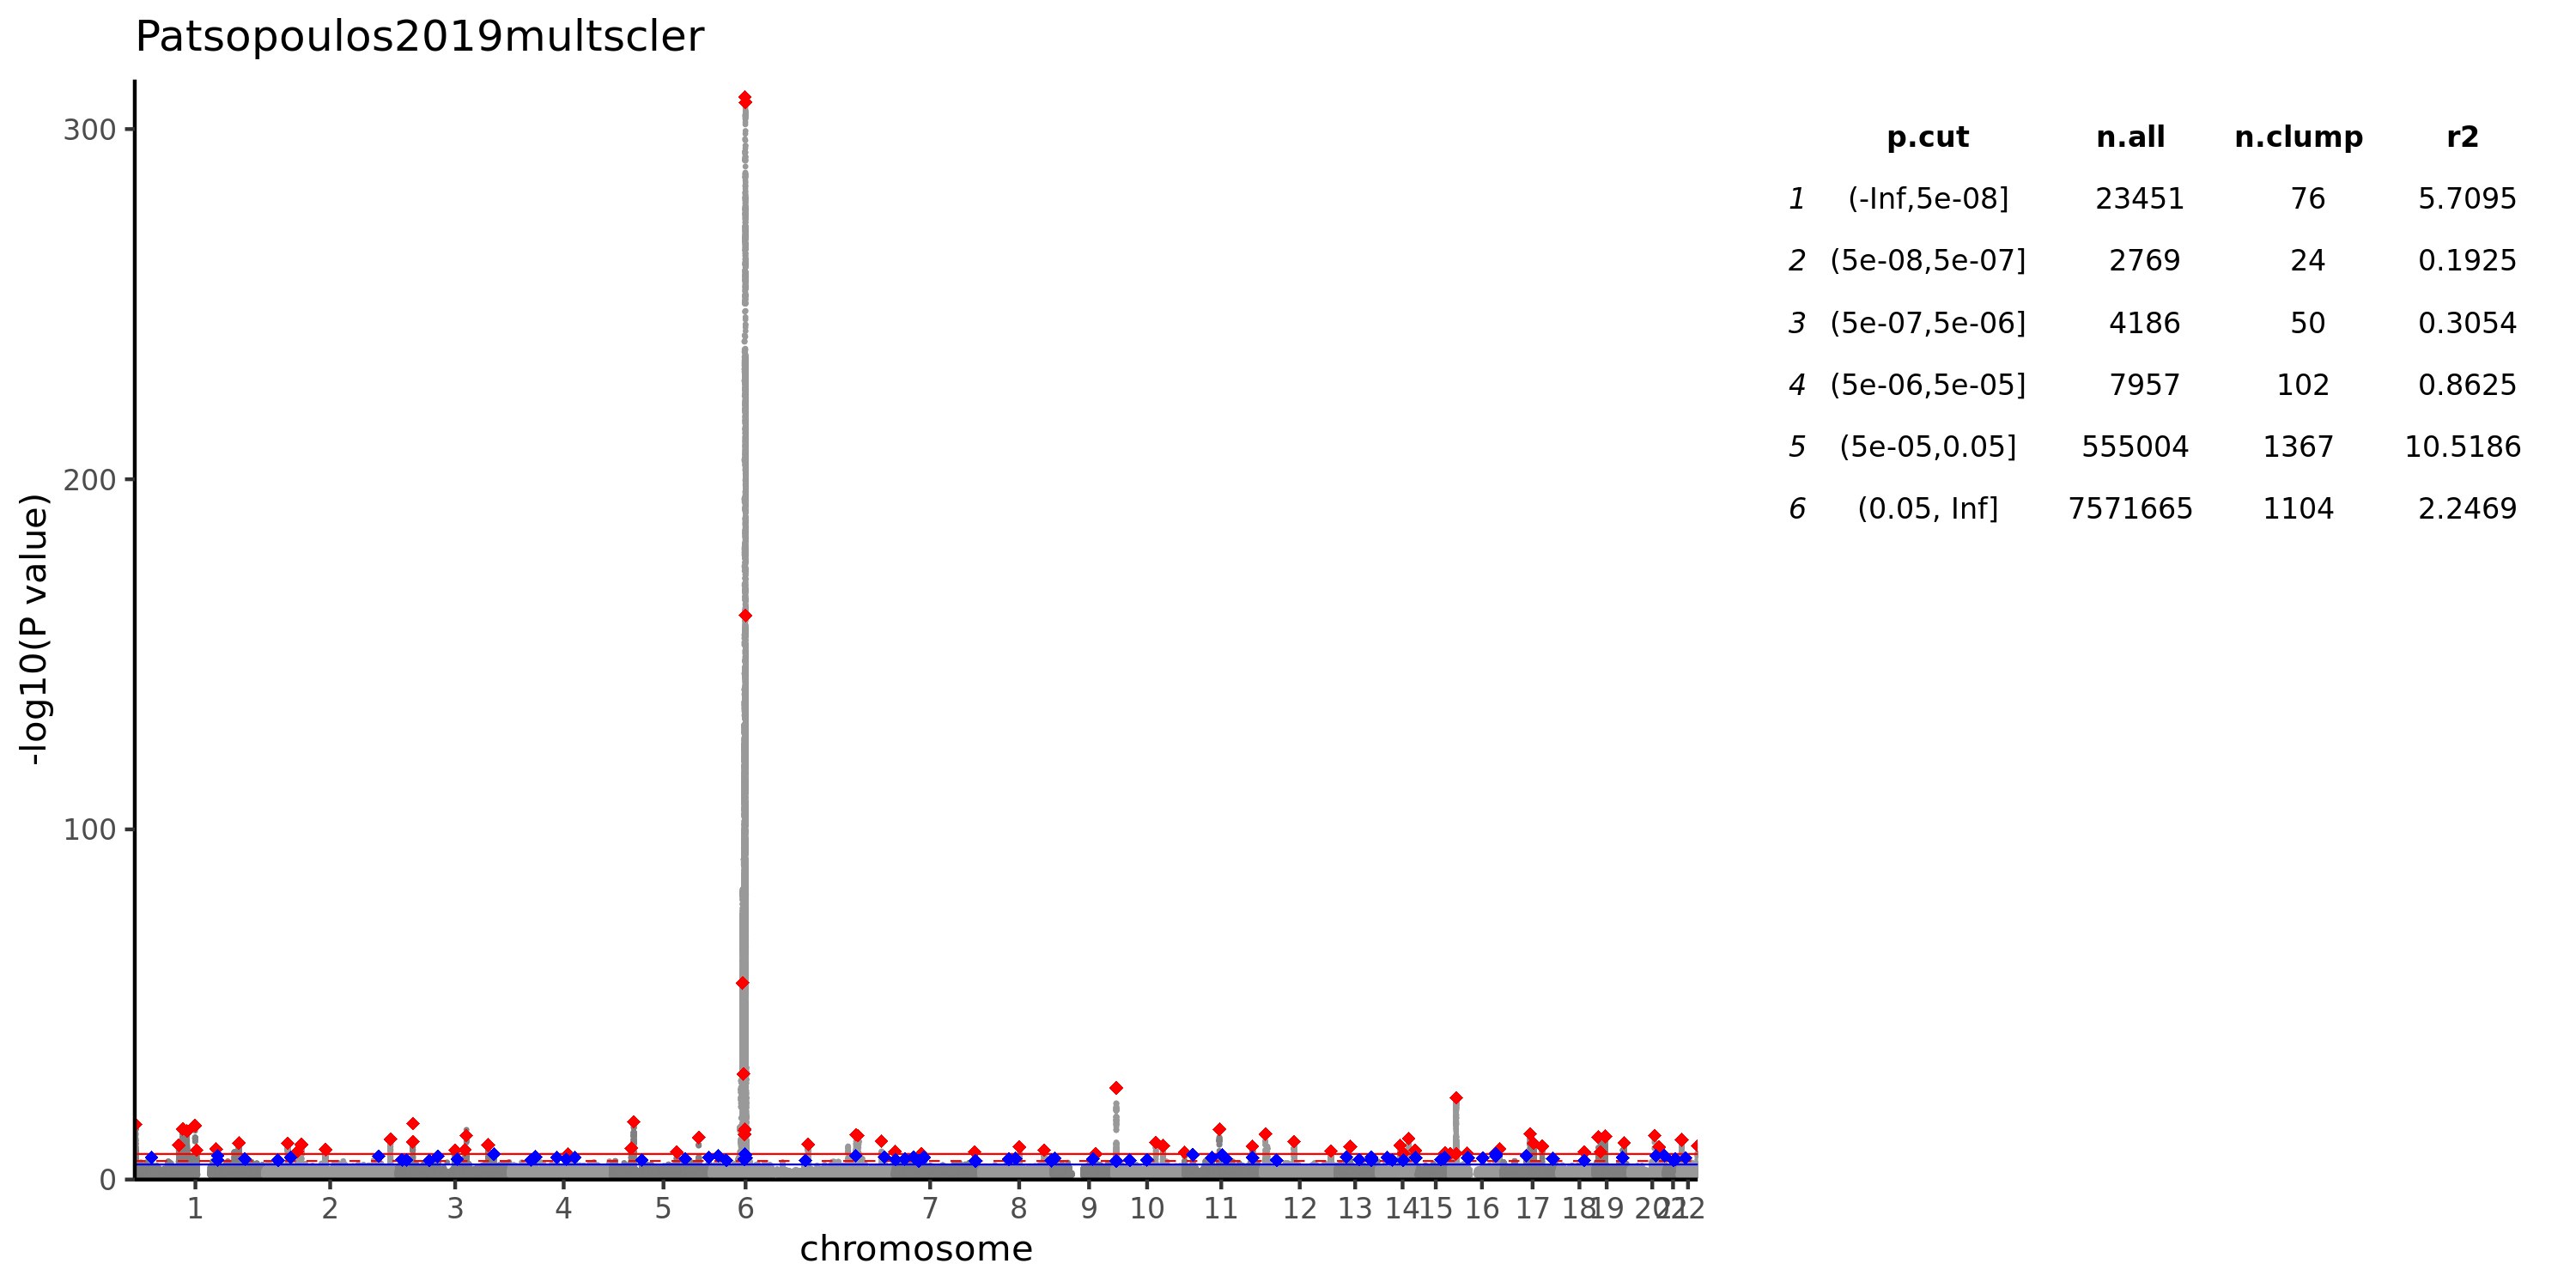 Patsopoulos2019multscler
-log10(P value)
300
200
100
0
1 2 3 4 5 6 7 8 9 10 11 12 13 14 15 16 17 18 19 20 21 22
chromosome
p.cut n.all n.clump r2
1 (-Inf,5e-08] 23451 76 5.7095
2 (5e-08,5e-07] 2769 24 0.1925
3 (5e-07,5e-06] 4186 50 0.3054
4 (5e-06,5e-05] 7957 102 0.8625
5 (5e-05,0.05] 555004 1367 10.5186
6 (0.05, Inf] 7571665 1104 2.2469